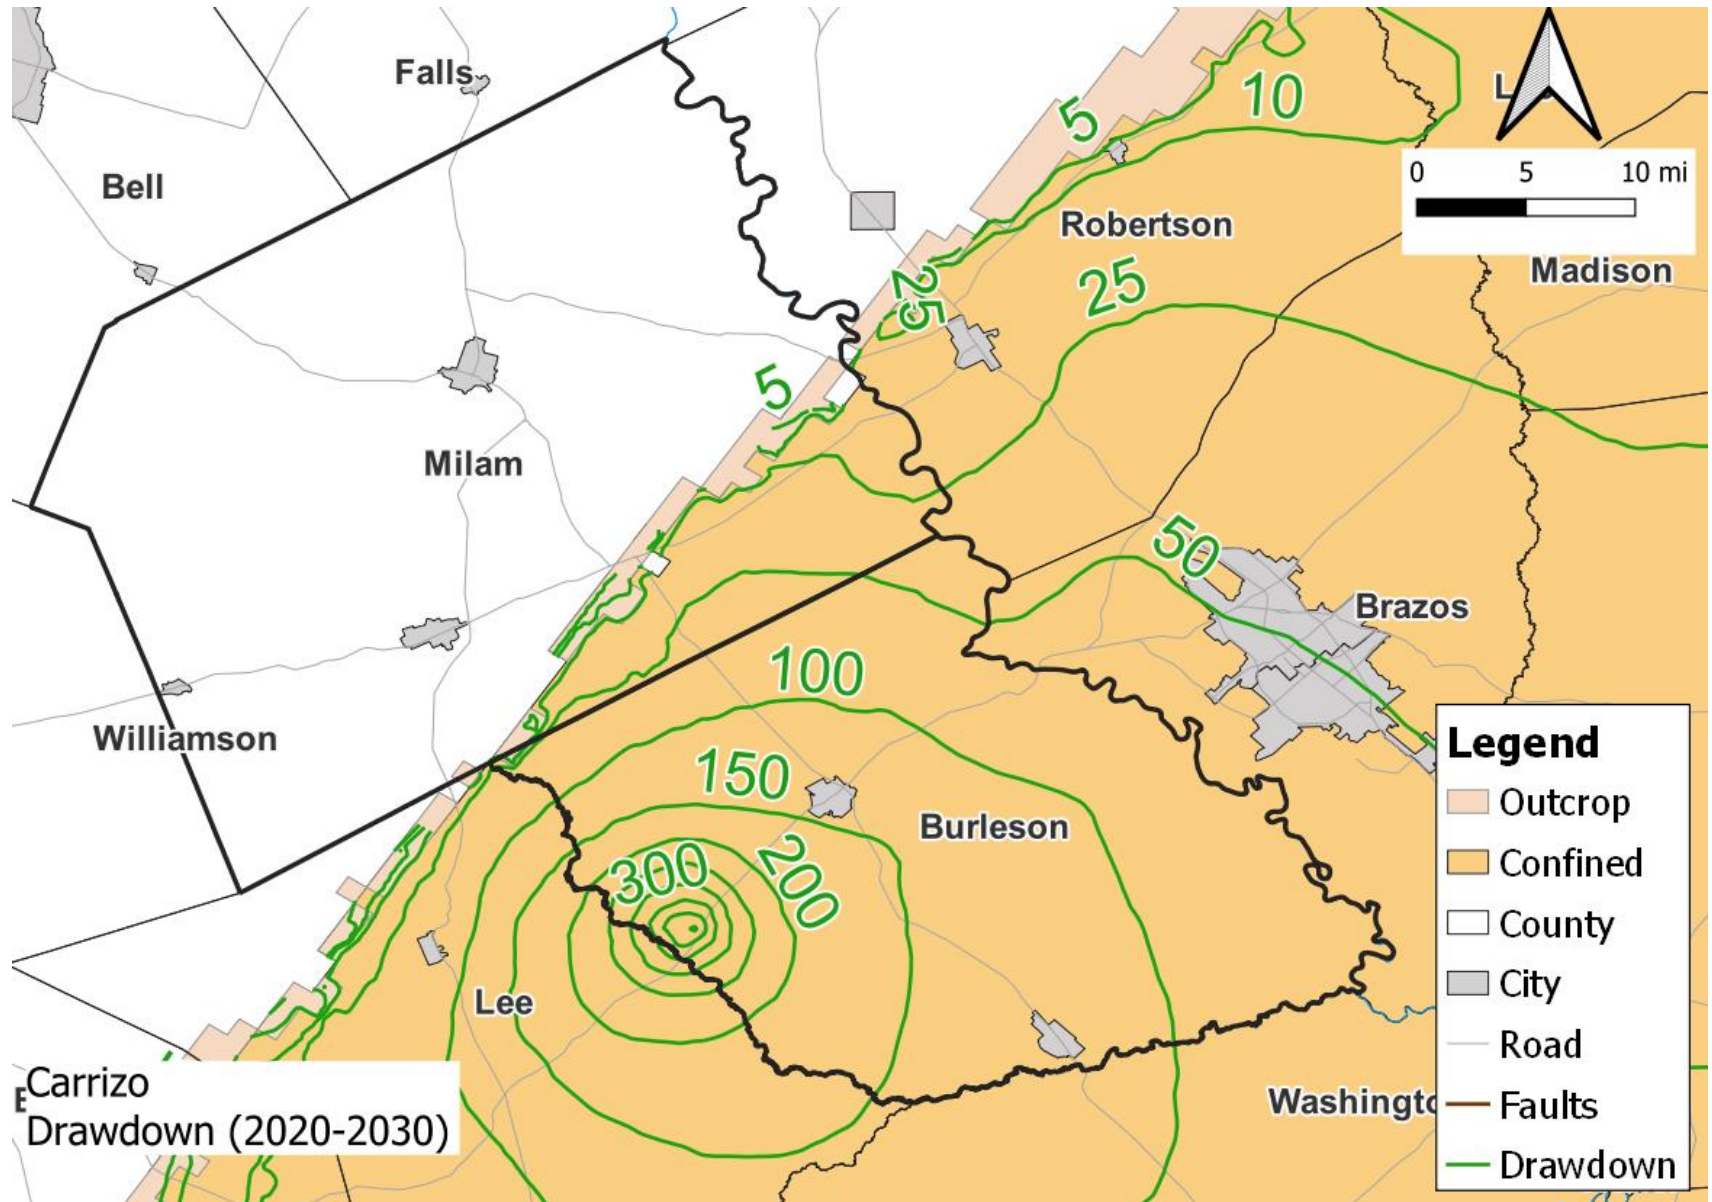 Falls
Bell
5
10
0 5 10 mi
Robertson
Madison
25
25
5
Milam
50
Brazos
100
Williamson
150
Burleson
300
200
Lee
Washingto
Carrizo
Drawdown (2020-2030)
Legend
Outcrop
Confined
County
City
Road
Faults
Drawdown